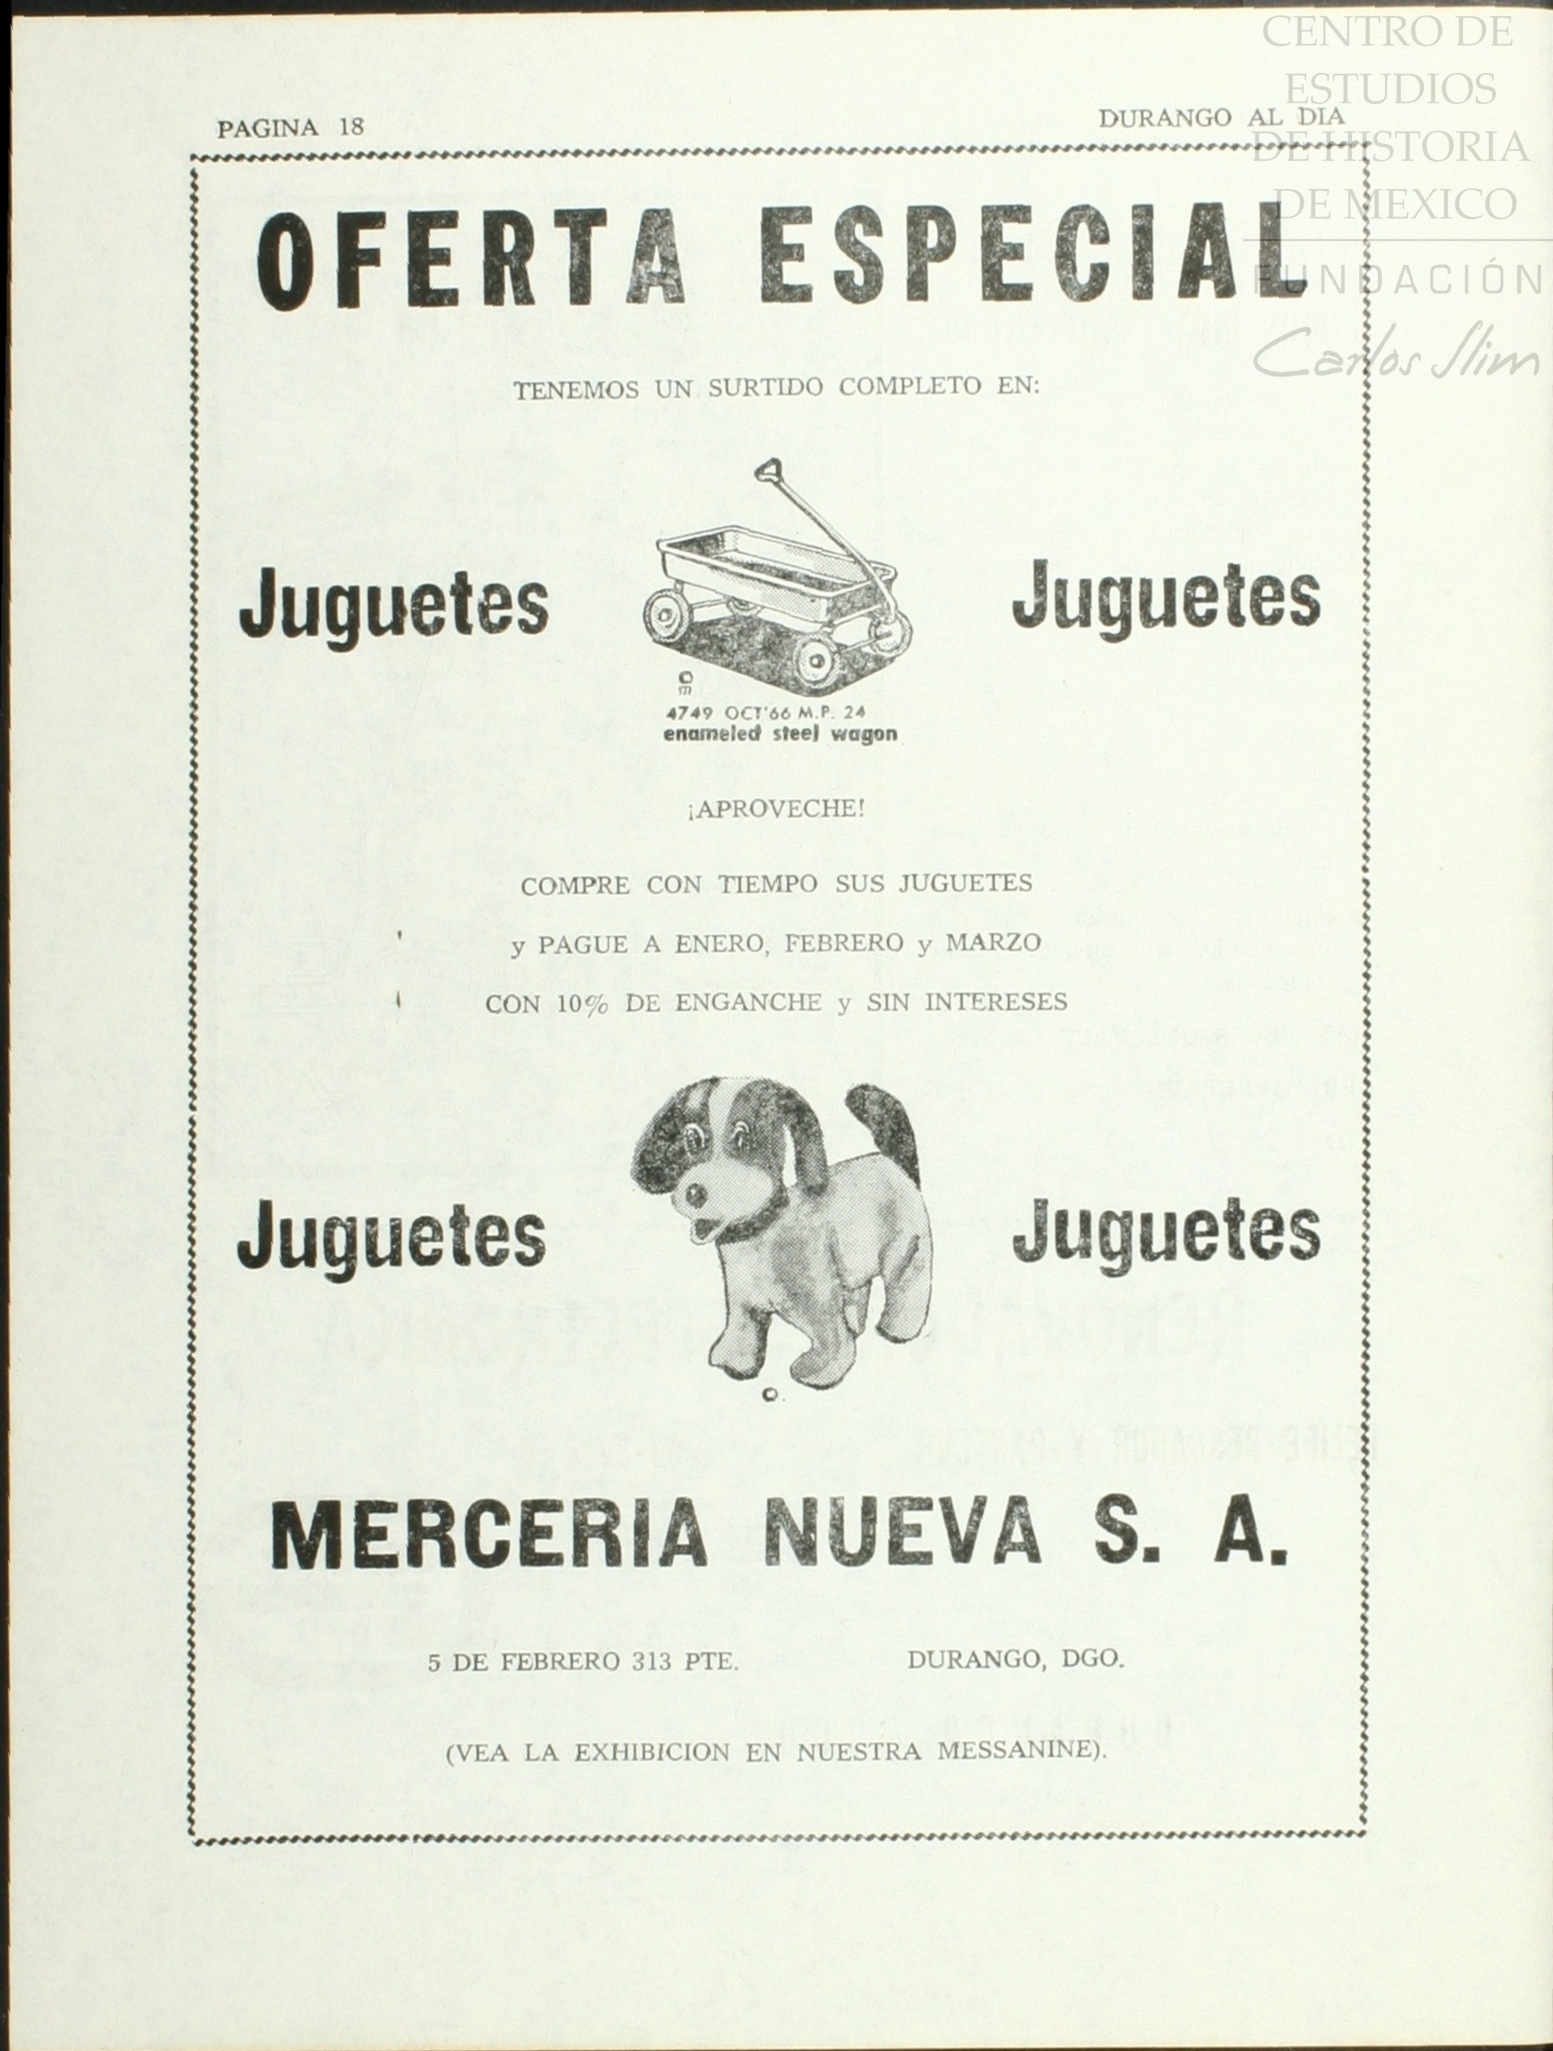 CENTRO DE
ESTUDIOS
DE HISTORIA
DE MEXICO
FUNDACIÓN
Carlos Slim
PAGINA 18
DURANGO AL DIA
OFERTA ESPECIAL
TENEMOS UN SURTIDO COMPLETO EN:
Juguetes
Juguetes
4749 OCT'66 M.P. 24
enameled steel wagon
¡APROVECHE!
COMPRE CON TIEMPO SUS JUGUETES
y PAGUE A ENERO, FEBRERO y MARZO
CON 10% DE ENGANCHE y SIN INTERESES
Juguetes
Juguetes
MERCERIA NUEVA S. A.
5 DE FEBRERO 313 PTE.
DURANGO, DGO.
(VEA LA EXHIBICION EN NUESTRA MESSANINE).